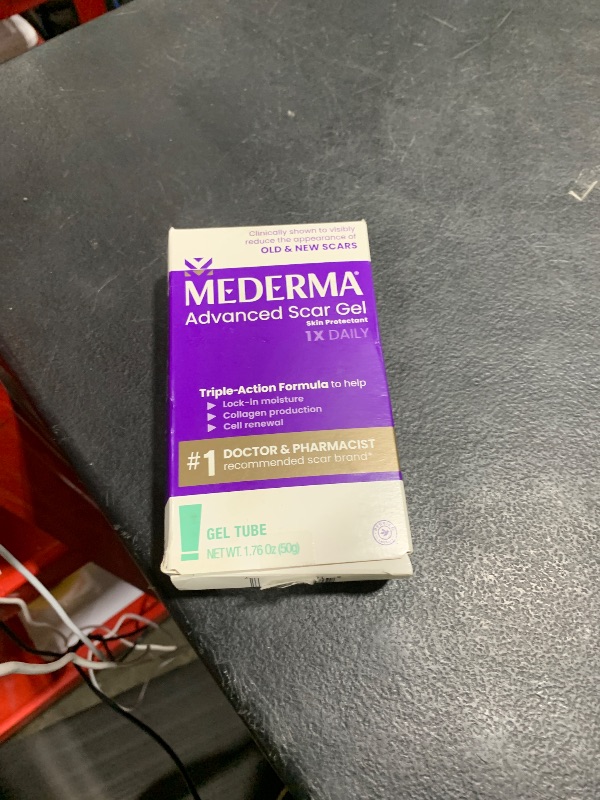 Clinically shown to visibly
reduce the appearance of
OLD & NEW SCARS
MEDERMA®
Advanced Scar Gel
Skin Protectant
1X DAILY
Triple-Action Formula to help
Lock-in moisture
Collagen production
Cell renewal
#1 DOCTOR & PHARMACIST
recommended scar brand*
GEL TUBE
NET WT. 1.76 Oz (50g)